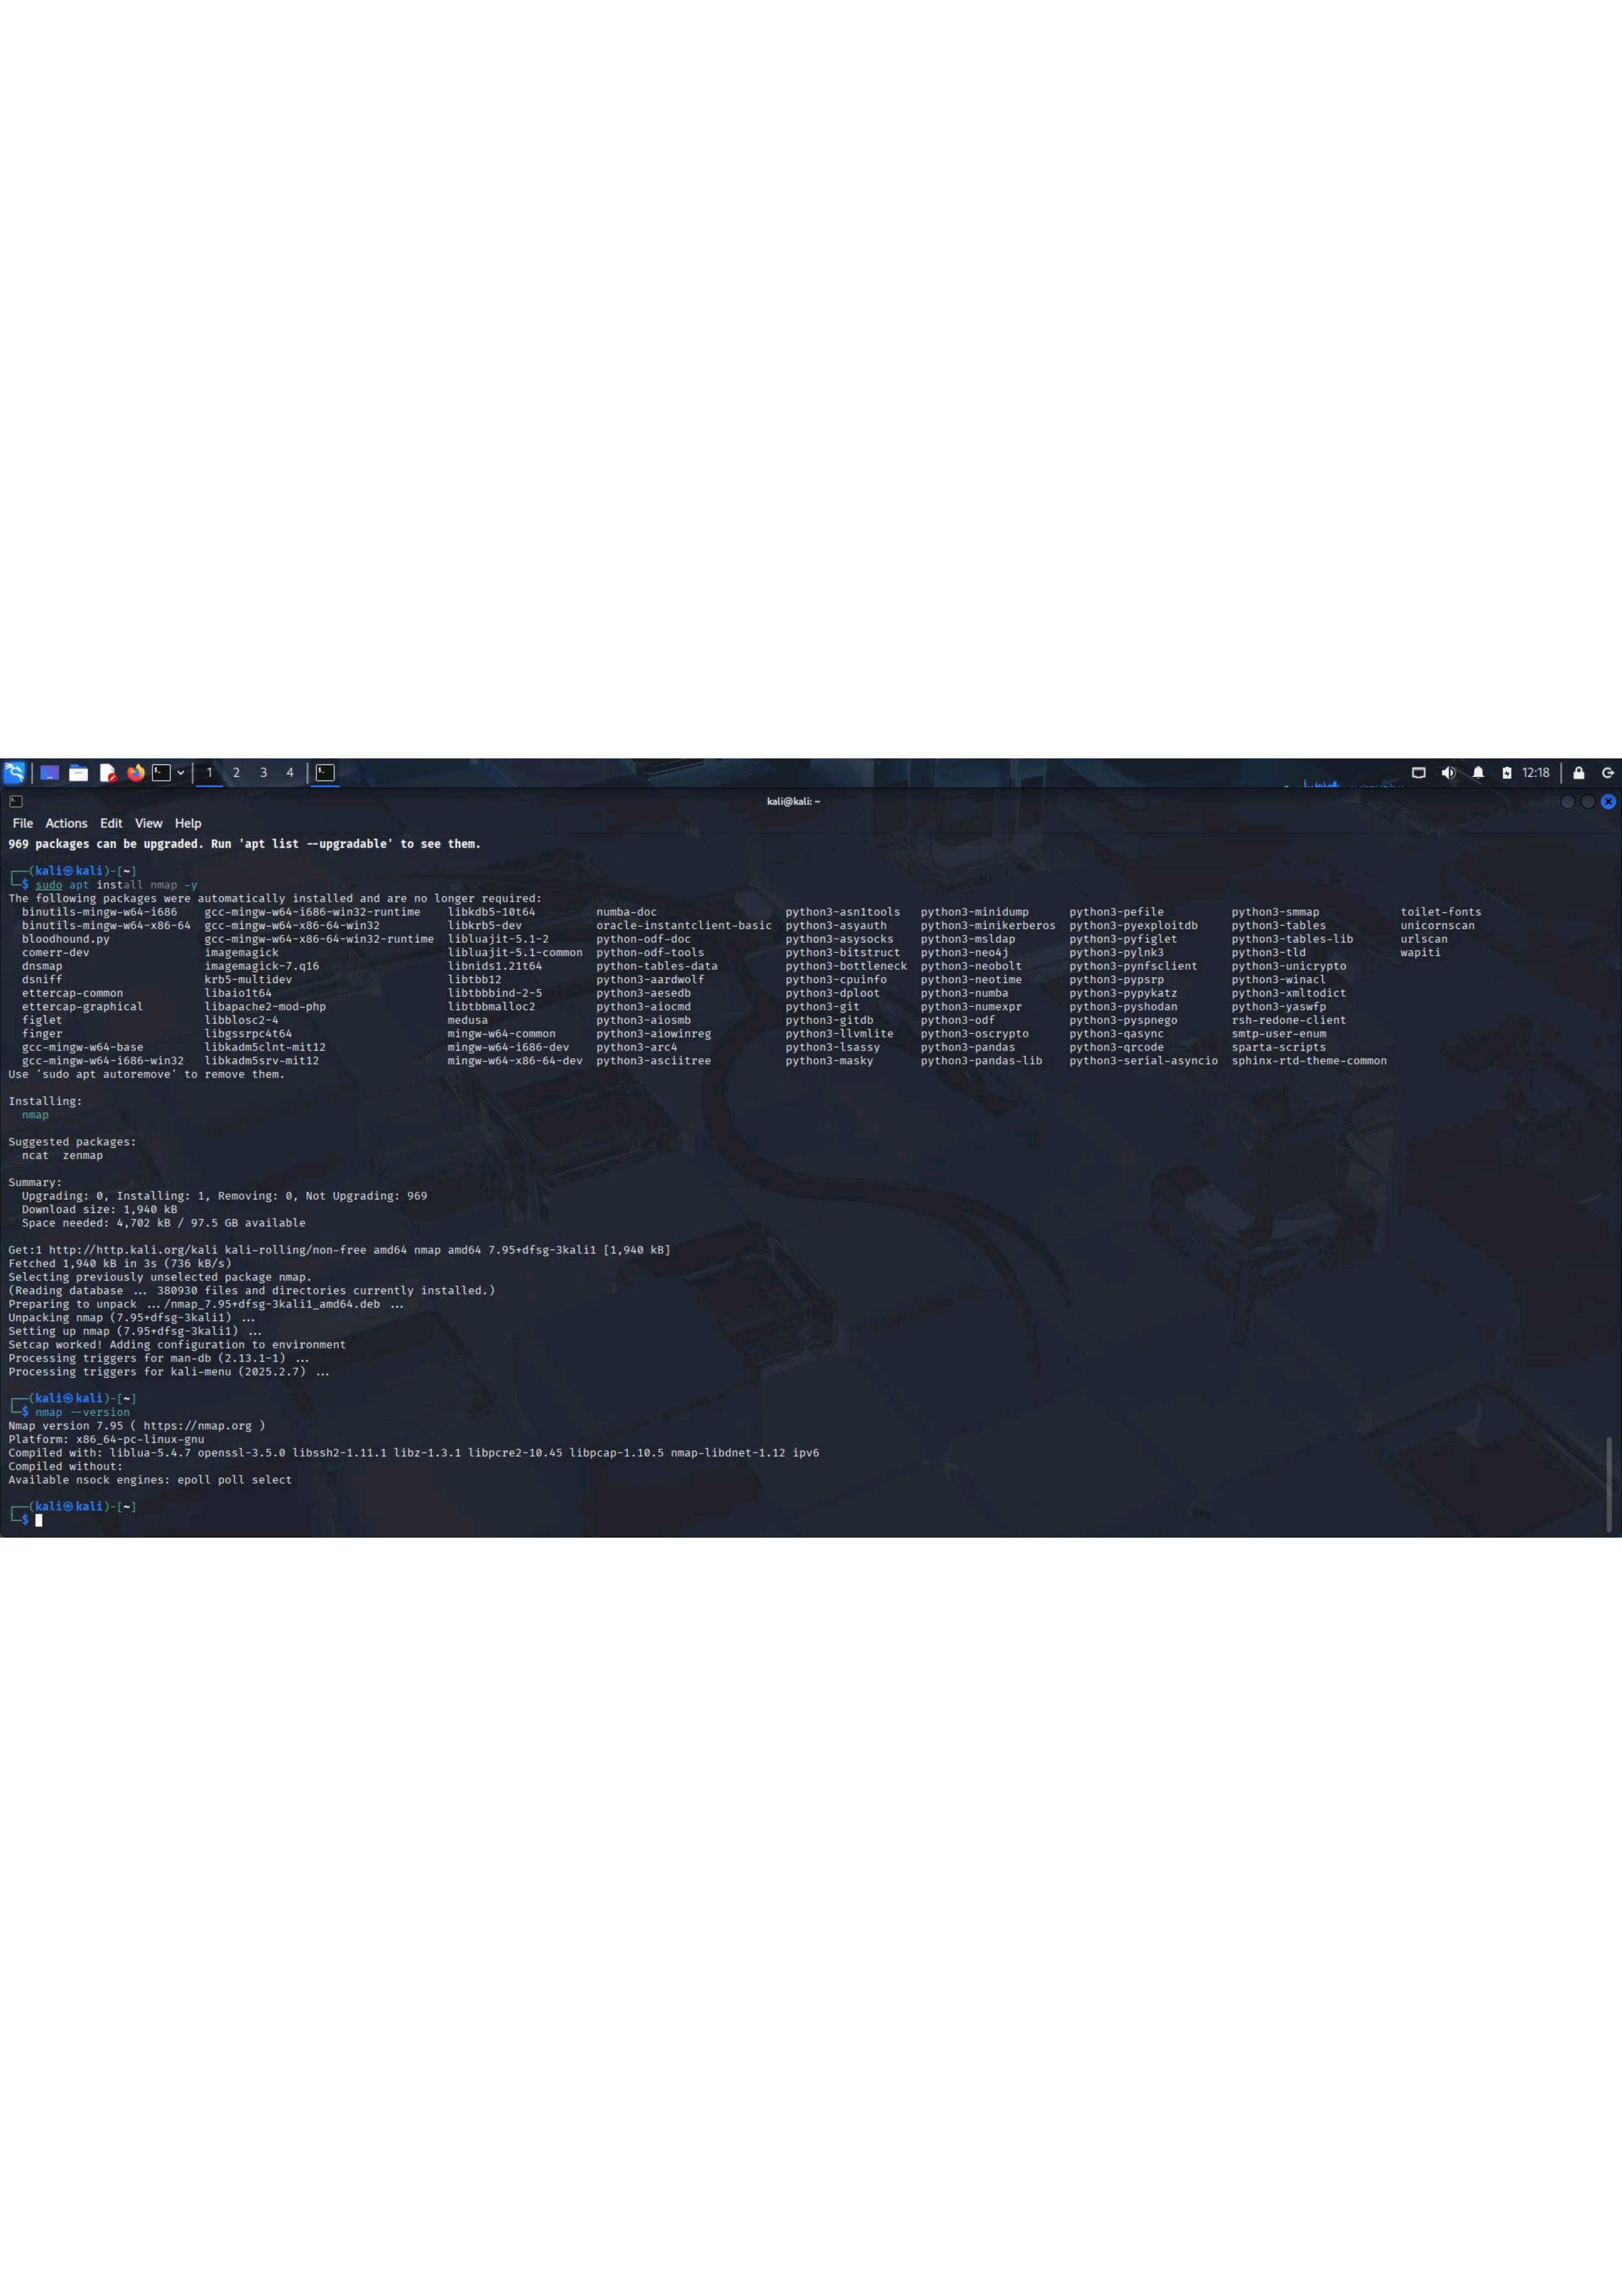 1 2 3 4 12:18
kali@kali: ~
File Actions Edit View Help
969 packages can be upgraded. Run 'apt list --upgradable' to see them.
(kali㉿kali)-[~]
$ sudo apt install nmap -y
The following packages were automatically installed and are no longer required:
binutils-mingw-w64-i686 gcc-mingw-w64-i686-win32-runtime libkdb5-10t64 numba-doc python3-asn1tools python3-minidump python3-pefile python3-smmap toilet-fonts
binutils-mingw-w64-x86-64 gcc-mingw-w64-x86-64-win32 libkrb5-dev oracle-instantclient-basic python3-asyauth python3-minikerberos python3-pyexploitdb python3-tables unicornscan
bloodhound.py gcc-mingw-w64-x86-64-win32-runtime libluajit-5.1-2 python-odf-doc python3-asysocks python3-msldap python3-pyfiglet python3-tables-lib urlscan
comerr-dev imagemagick libluajit-5.1-common python-odf-tools python3-bitstruct python3-neo4j python3-pylnk3 python3-tld wapiti
dnsmap imagemagick-7.q16 libnids1.21t64 python-tables-data python3-bottleneck python3-neobolt python3-pynfsclient python3-unicrypto
dsniff krb5-multidev libtbb12 python3-aardwolf python3-cpuinfo python3-neotime python3-pypsrp python3-winacl
ettercap-common libaio1t64 libtbbbind-2-5 python3-aesedb python3-dploot python3-numba python3-pypykatz python3-xmltodict
ettercap-graphical libapache2-mod-php libtbbmalloc2 python3-aiocmd python3-git python3-numexpr python3-pyshodan python3-yaswfp
figlet libblosc2-4 medusa python3-aiosmb python3-gitdb python3-odf python3-pyspnego rsh-redone-client
finger libgssrpc4t64 mingw-w64-common python3-aiowinreg python3-llvmlite python3-oscrypto python3-qasync smtp-user-enum
gcc-mingw-w64-base libkadm5clnt-mit12 mingw-w64-i686-dev python3-arc4 python3-lsassy python3-pandas python3-qrcode sparta-scripts
gcc-mingw-w64-i686-win32 libkadm5srv-mit12 mingw-w64-x86-64-dev python3-asciitree python3-masky python3-pandas-lib python3-serial-asyncio sphinx-rtd-theme-common
Use 'sudo apt autoremove' to remove them.
Installing:
nmap
Suggested packages:
ncat zenmap
Summary:
Upgrading: 0, Installing: 1, Removing: 0, Not Upgrading: 969
Download size: 1,940 kB
Space needed: 4,702 kB / 97.5 GB available
Get:1 http://http.kali.org/kali kali-rolling/non-free amd64 nmap amd64 7.95+dfsg-3kali1 [1,940 kB]
Fetched 1,940 kB in 3s (736 kB/s)
Selecting previously unselected package nmap.
(Reading database ... 380930 files and directories currently installed.)
Preparing to unpack .../nmap_7.95+dfsg-3kali1_amd64.deb ...
Unpacking nmap (7.95+dfsg-3kali1) ...
Setting up nmap (7.95+dfsg-3kali1) ...
Setcap worked! Adding configuration to environment
Processing triggers for man-db (2.13.1-1) ...
Processing triggers for kali-menu (2025.2.7) ...
(kali㉿kali)-[~]
$ nmap --version
Nmap version 7.95 ( https://nmap.org )
Platform: x86_64-pc-linux-gnu
Compiled with: liblua-5.4.7 openssl-3.5.0 libssh2-1.11.1 libz-1.3.1 libpcre2-10.45 libpcap-1.10.5 nmap-libdnet-1.12 ipv6
Compiled without:
Available nsock engines: epoll poll select
(kali㉿kali)-[~]
$